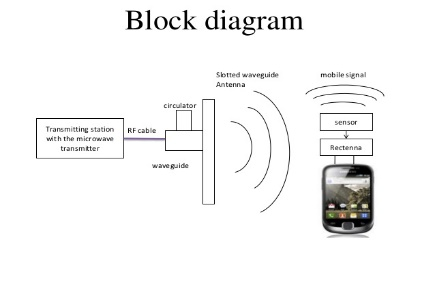 Block diagram
Slotted waveguide
Antenna
mobile signal
circulator
sensor
Transmitting station
with the microwave
transmitter
RF cable
Rectenna
waveguide